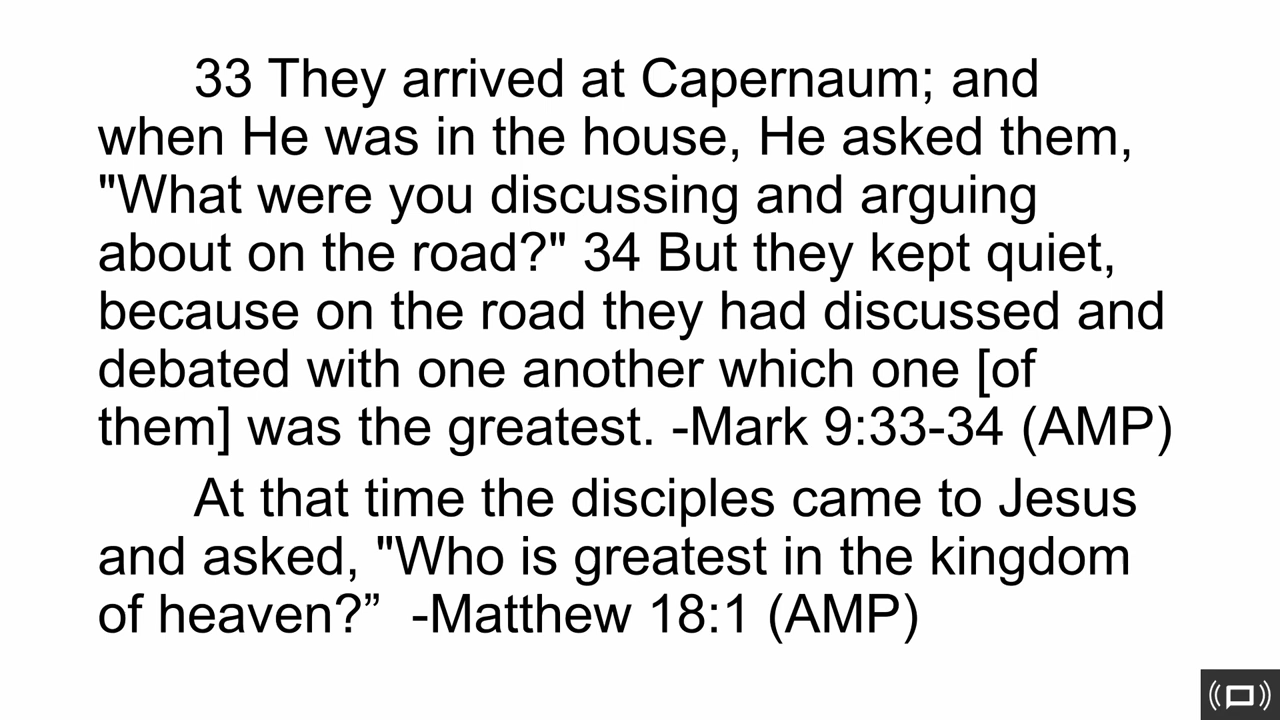 33 They arrived at Capernaum; and
when He was in the house, He asked them,
"What were you discussing and arguing
about on the road?" 34 But they kept quiet,
because on the road they had discussed and
debated with one another which one [of
them] was the greatest. -Mark 9:33-34 (AMP)
At that time the disciples came to Jesus
and asked, "Who is greatest in the kingdom
of heaven?”  -Matthew 18:1 (AMP)